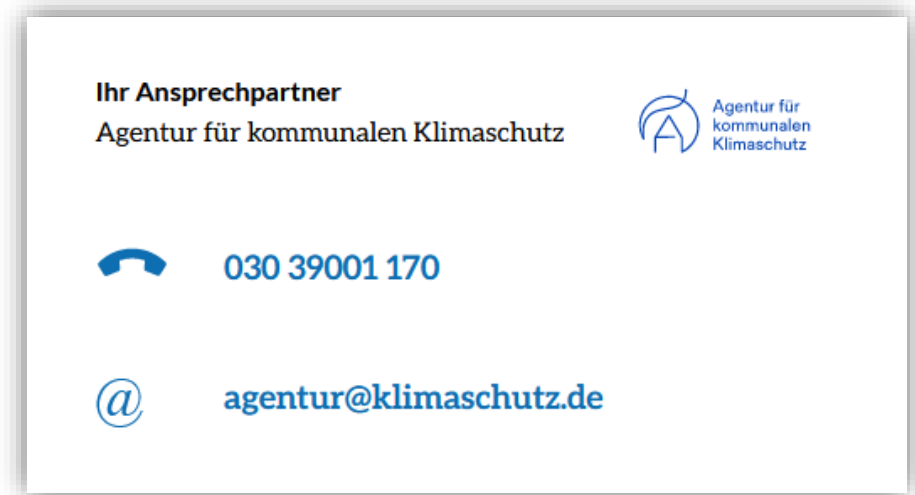 Ihr Ansprechpartner
Agentur für kommunalen Klimaschutz
Agentur für
kommunalen
Klimaschutz
030 39001 170
@
agentur@klimaschutz.de